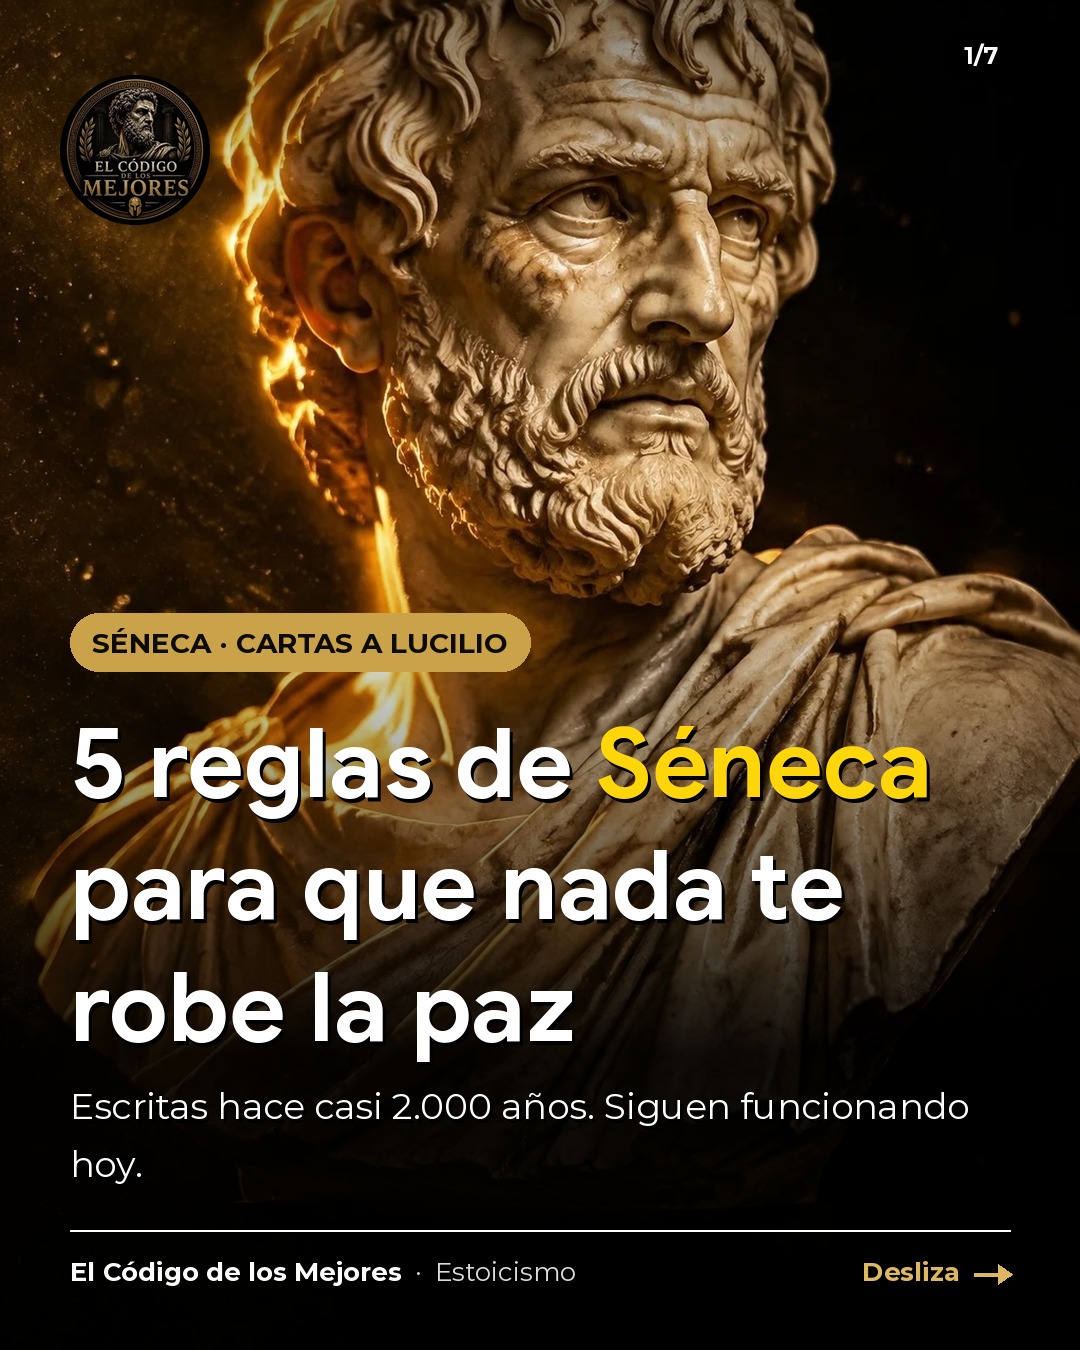 1/7
EL CÓDIGO
DE LOS
MEJORES
SÉNECA · CARTAS A LUCILIO
5 reglas de Séneca
para que nada te
robe la paz
Escritas hace casi 2.000 años. Siguen funcionando
hoy.
El Código de los Mejores · Estoicismo
Desliza →